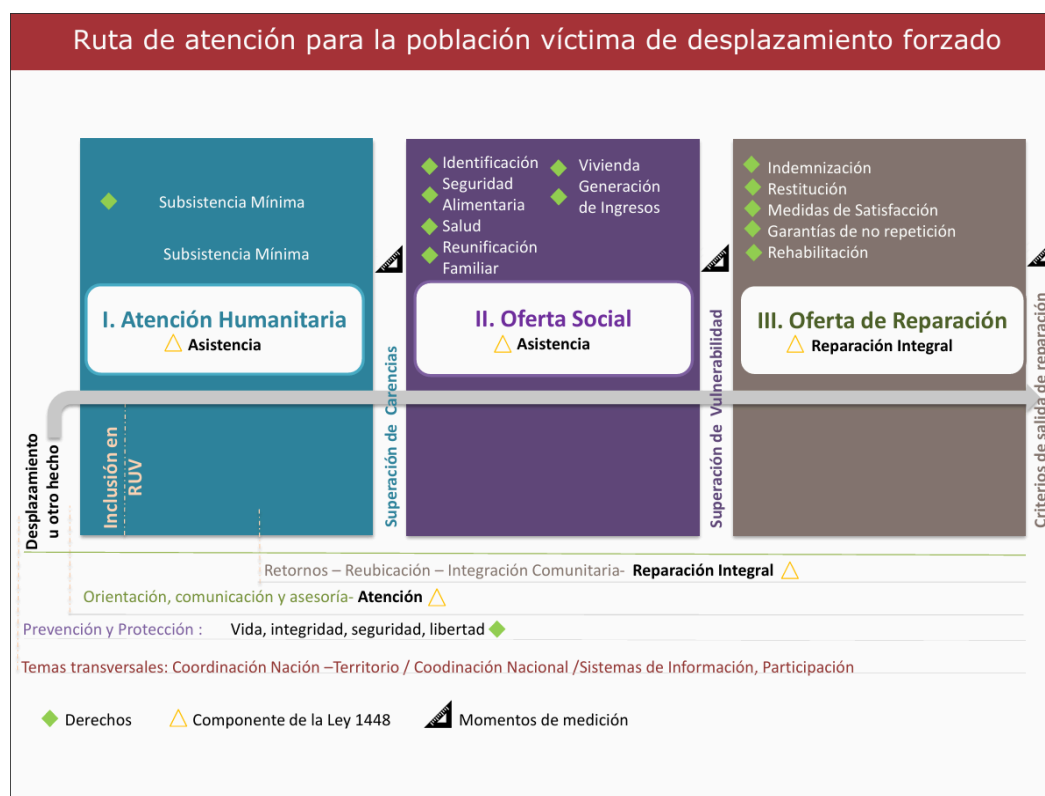 Ruta de atención para la población víctima de desplazamiento forzado
Subsistencia Mínima
Subsistencia Mínima
I. Atención Humanitaria
Asistencia
Inclusión en
RUV
Desplazamiento
u otro hecho
Superación de Carencias
Identificación
Seguridad
Alimentaria
Salud
Reunificación
Familiar
Vivienda
Generación
de Ingresos
II. Oferta Social
Asistencia
Superación de Vulnerabilidad
Indemnización
Restitución
Medidas de Satisfacción
Garantías de no repetición
Rehabilitación
III. Oferta de Reparación
Reparación Integral
Criterios de salida de reparación
Retornos – Reubicación – Integración Comunitaria- Reparación Integral
Orientación, comunicación y asesoría- Atención
Prevención y Protección : Vida, integridad, seguridad, libertad
Temas transversales: Coordinación Nación –Territorio / Coodinación Nacional /Sistemas de Información, Participación
Derechos
Componente de la Ley 1448
Momentos de medición